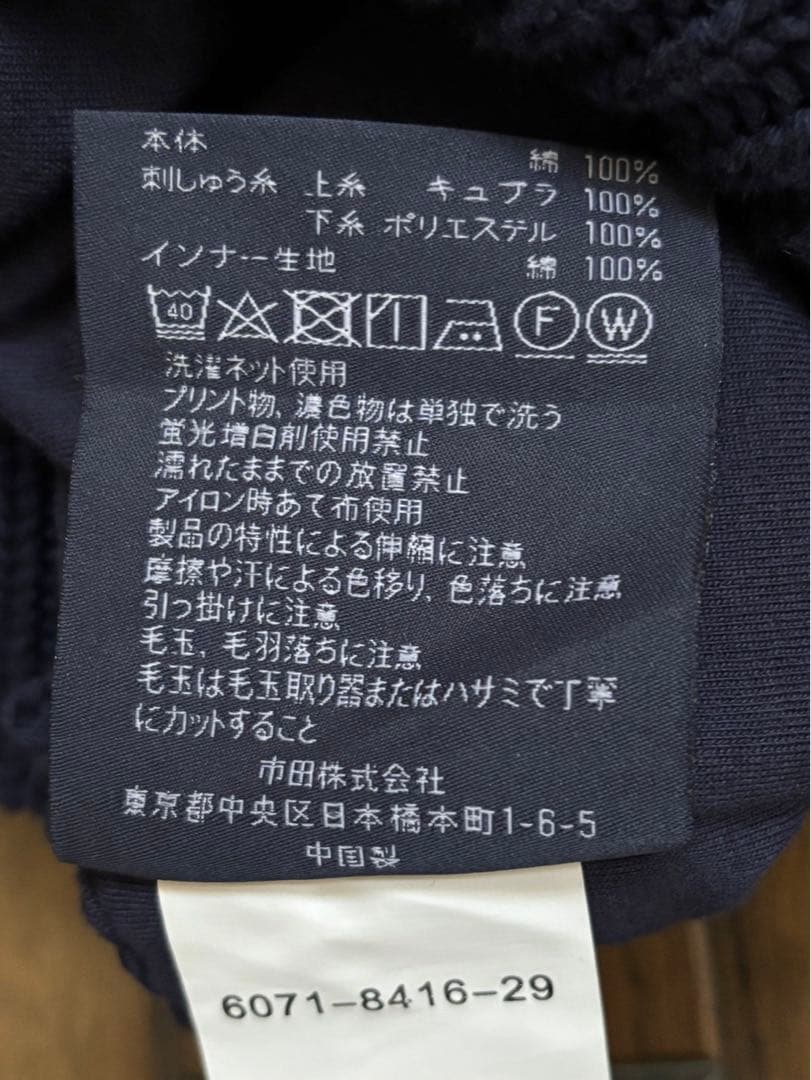 本体 綿 100%
刺しゅう糸 上糸 キュプラ 100%
下糸 ポリエステル 100%
インナー生地 綿 100%
40 F W
洗濯ネット使用
プリント物、濃色物は単独で洗う
蛍光増白剤使用禁止
濡れたままでの放置禁止
アイロン時あて布使用
製品の特性による伸縮に注意
摩擦や汗による色移り、色落ちに注意
引っ掛けに注意
毛玉、毛羽落ちに注意
毛玉は毛玉取り器またはハサミで丁寧
にカットすること
市田株式会社
東京都中央区日本橋本町1-6-5
中国製
6071-8416-29